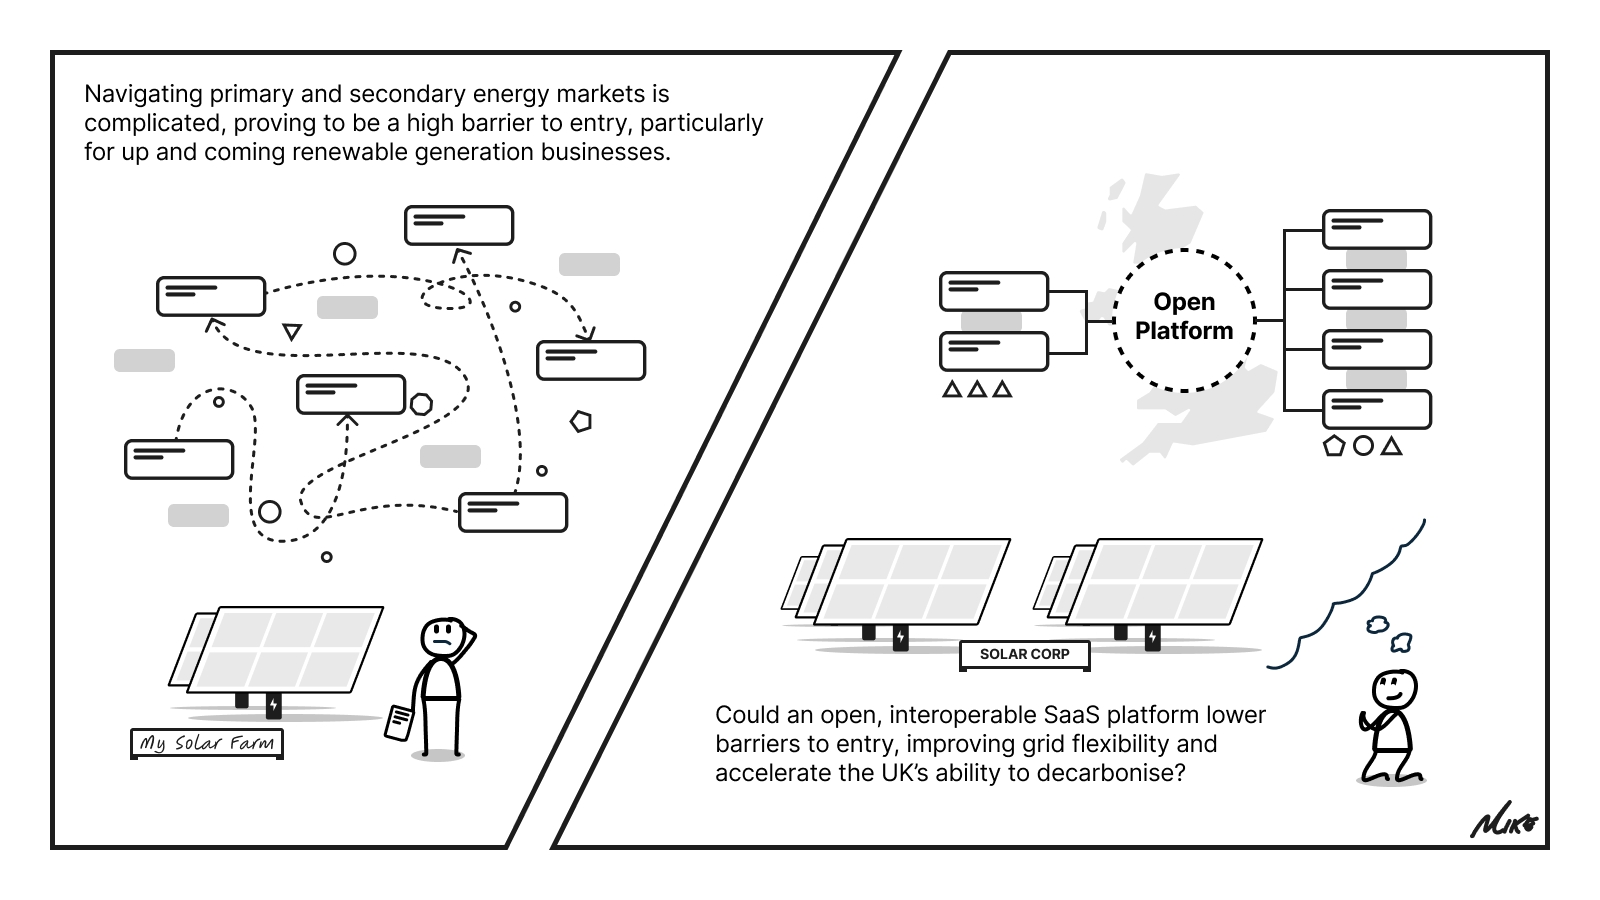 Navigating primary and secondary energy markets is
complicated, proving to be a high barrier to entry, particularly
for up and coming renewable generation businesses.
My Solar Farm
Open
Platform
SOLAR CORP
Could an open, interoperable SaaS platform lower
barriers to entry, improving grid flexibility and
accelerate the UK’s ability to decarbonise?
MIKE